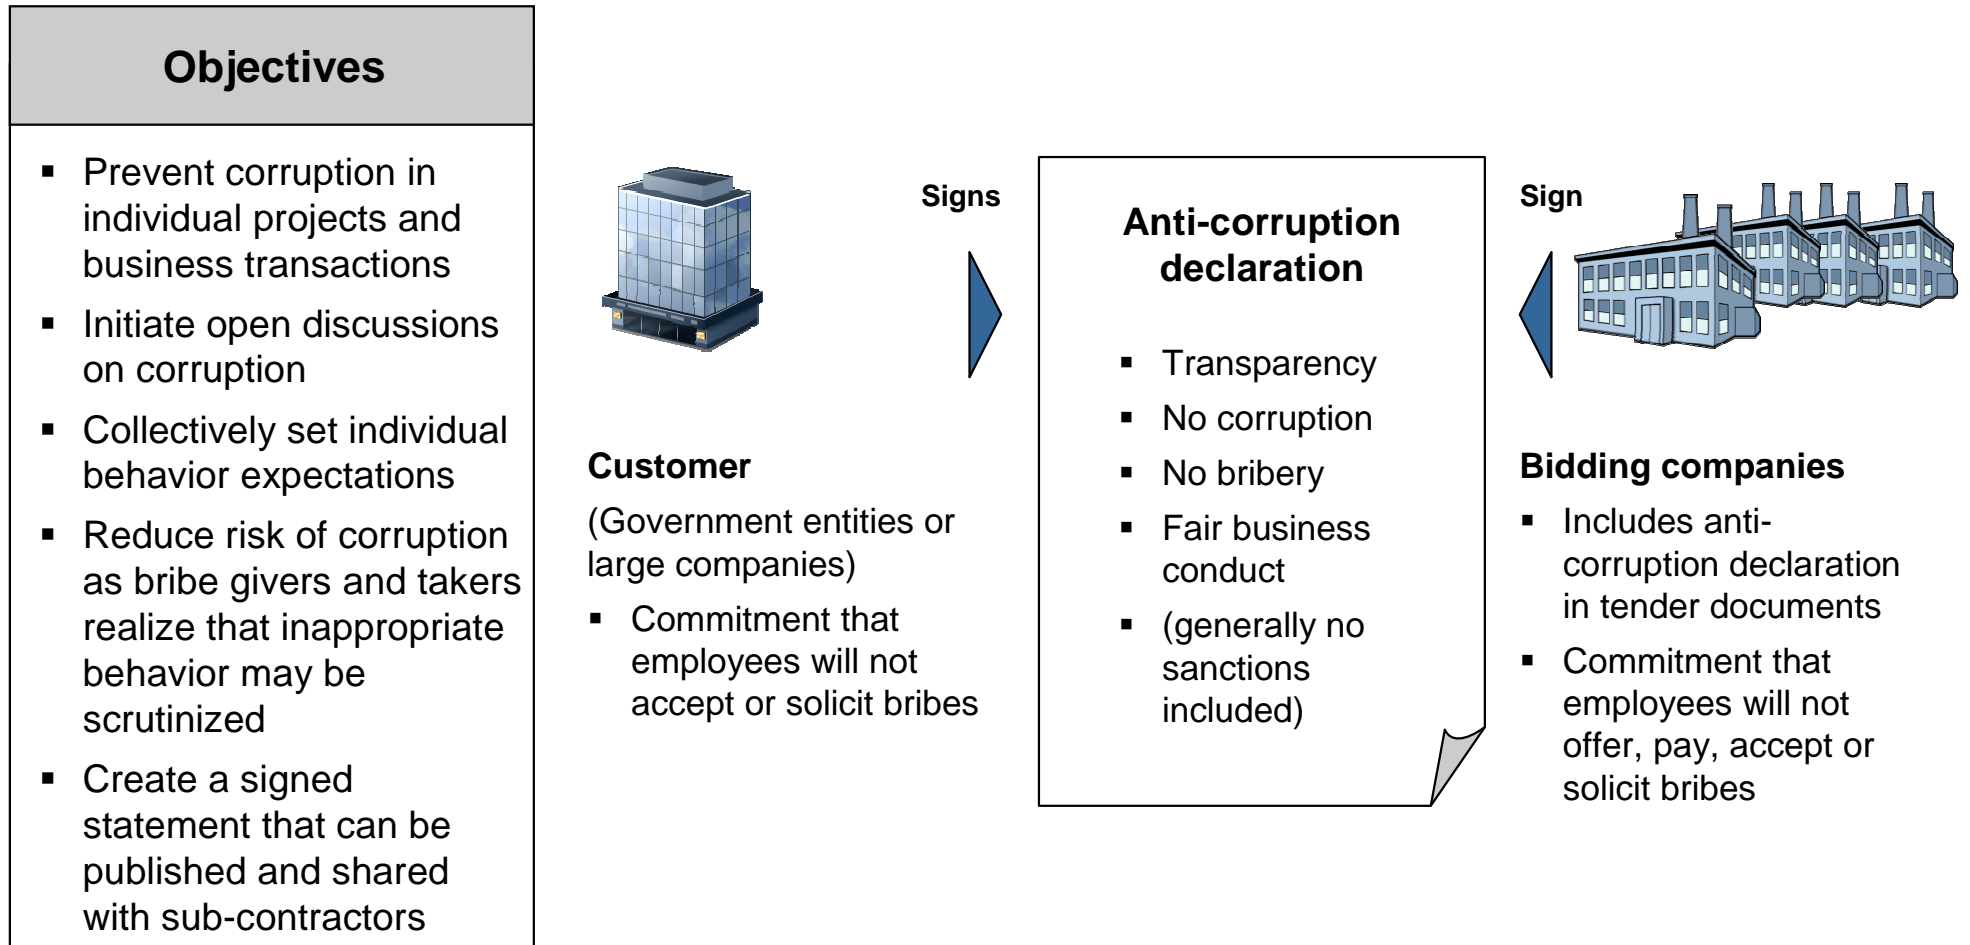 Objectives
▪ Prevent corruption in
individual projects and
business transactions
▪ Initiate open discussions
on corruption
▪ Collectively set individual
behavior expectations
▪ Reduce risk of corruption
as bribe givers and takers
realize that inappropriate
behavior may be
scrutinized
▪ Create a signed
statement that can be
published and shared
with sub-contractors
Signs
Customer
(Government entities or
large companies)
▪ Commitment that
employees will not
accept or solicit bribes
Anti-corruption
declaration
▪ Transparency
▪ No corruption
▪ No bribery
▪ Fair business
conduct
▪ (generally no
sanctions
included)
Sign
Bidding companies
▪ Includes anti-
corruption declaration
in tender documents
▪ Commitment that
employees will not
offer, pay, accept or
solicit bribes